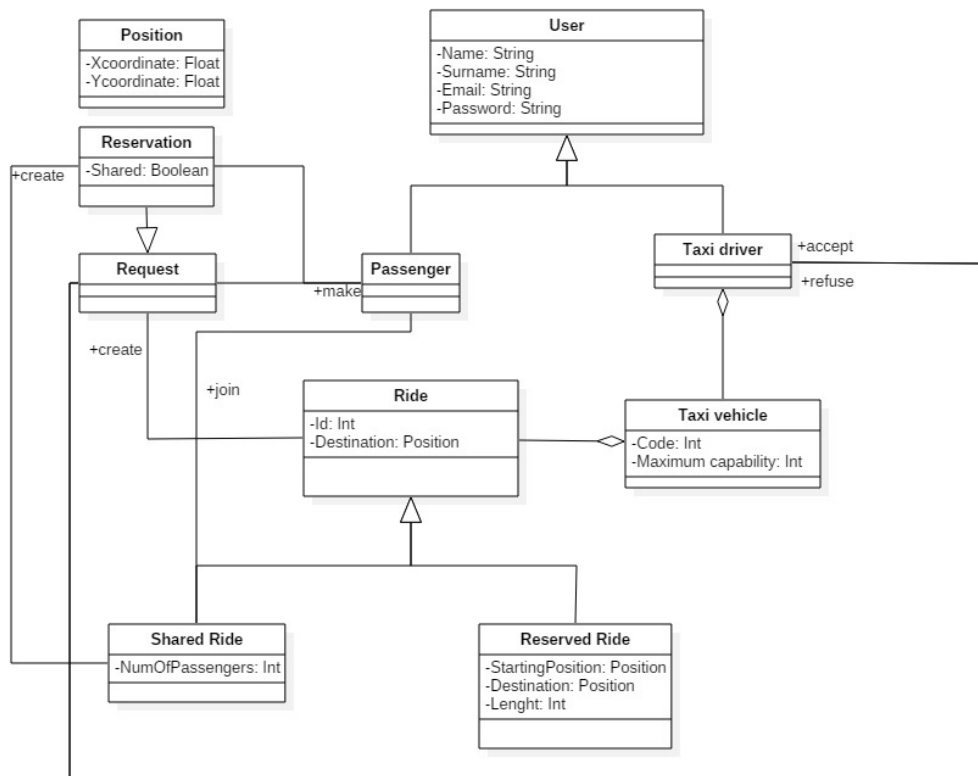 Position
-Xcoordinate: Float
-Ycoordinate: Float
User
-Name: String
-Surname: String
-Email: String
-Password: String
Reservation
-Shared: Boolean
+create
Request
Passenger
+make
Taxi driver
+accept
+refuse
+create
+join
Ride
-Id: Int
-Destination: Position
Taxi vehicle
-Code: Int
-Maximum capability: Int
Shared Ride
-NumOfPassengers: Int
Reserved Ride
-StartingPosition: Position
-Destination: Position
-Lenght: Int